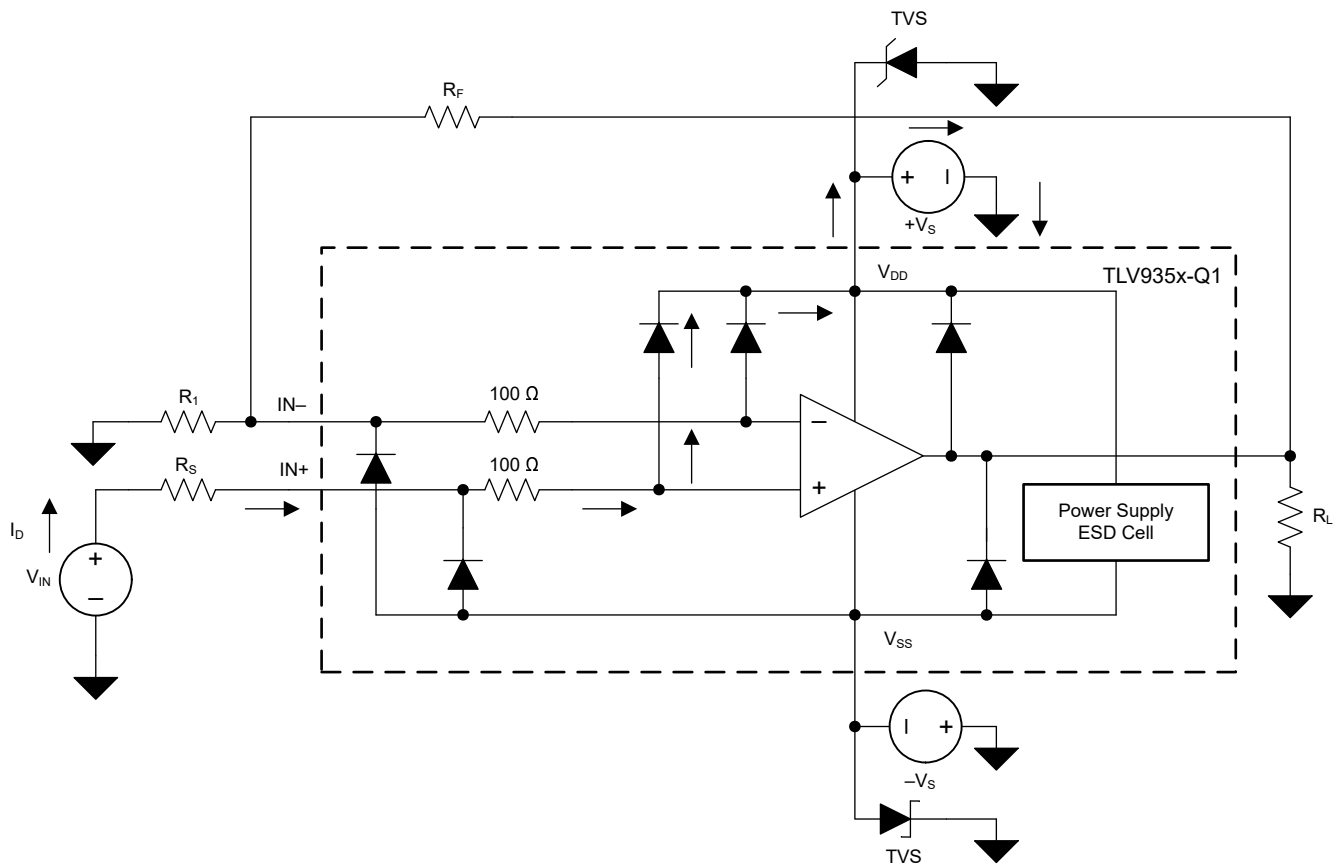 TVS
R_F
+ −
+V_S
V_DD
TLV935x-Q1
R_1
IN–
100 Ω
−
R_S
IN+
100 Ω
+
I_D
+
V_IN
−
Power Supply
ESD Cell
R_L
V_SS
− +
–V_S
TVS